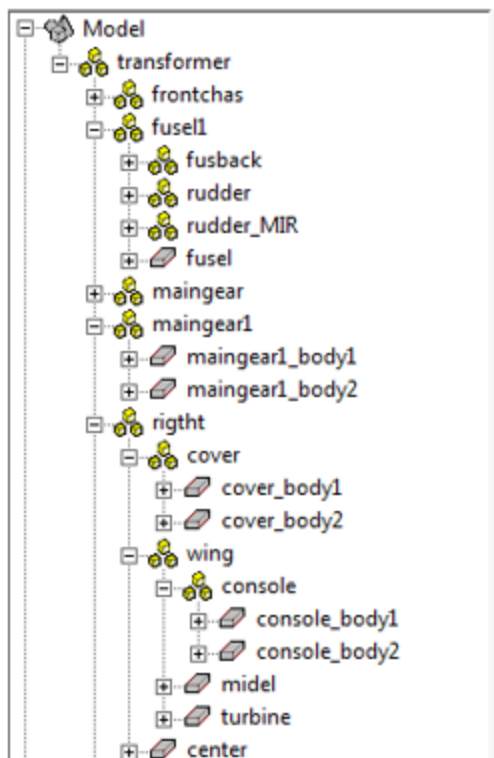 Model
transformer
frontchas
fusel1
fusback
rudder
rudder_MIR
fusel
maingear
maingear1
maingear1_body1
maingear1_body2
rigtht
cover
cover_body1
cover_body2
wing
console
console_body1
console_body2
midel
turbine
center